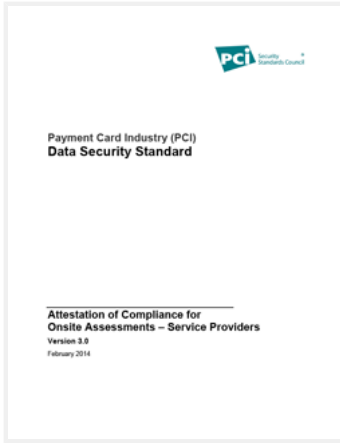 PCI Security
Standards Council
Payment Card Industry (PCI)
Data Security Standard
Attestation of Compliance for
Onsite Assessments – Service Providers
Version 3.0
February 2014